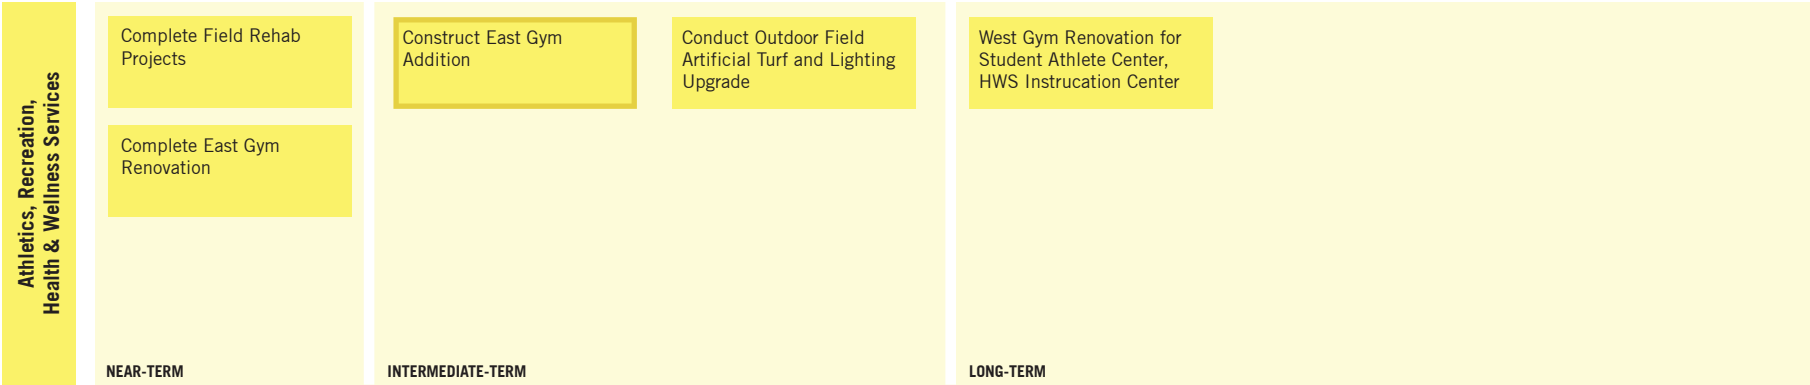 Athletics, Recreation,
Health & Wellness Services
Complete Field Rehab
Projects
Complete East Gym
Renovation
NEAR-TERM
Construct East Gym
Addition
Conduct Outdoor Field
Artificial Turf and Lighting
Upgrade
INTERMEDIATE-TERM
West Gym Renovation for
Student Athlete Center,
HWS Instrucation Center
LONG-TERM